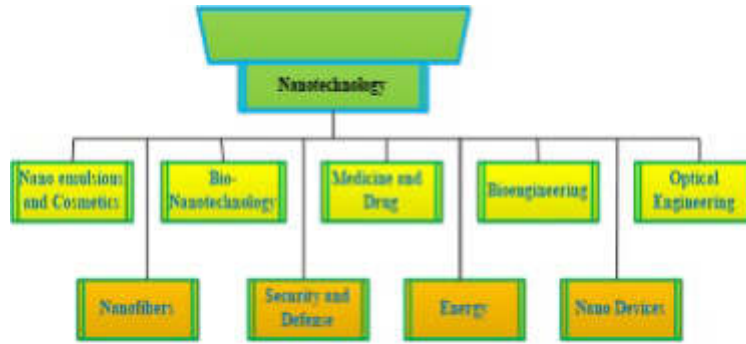 Nanotechnology
Nano emulsions
and Cosmetics
Bio-
Nanotechnology
Medicine and
Drug
Bioengineering
Optical
Engineering
Nanofibers
Security and
Defense
Energy
Nano Devices